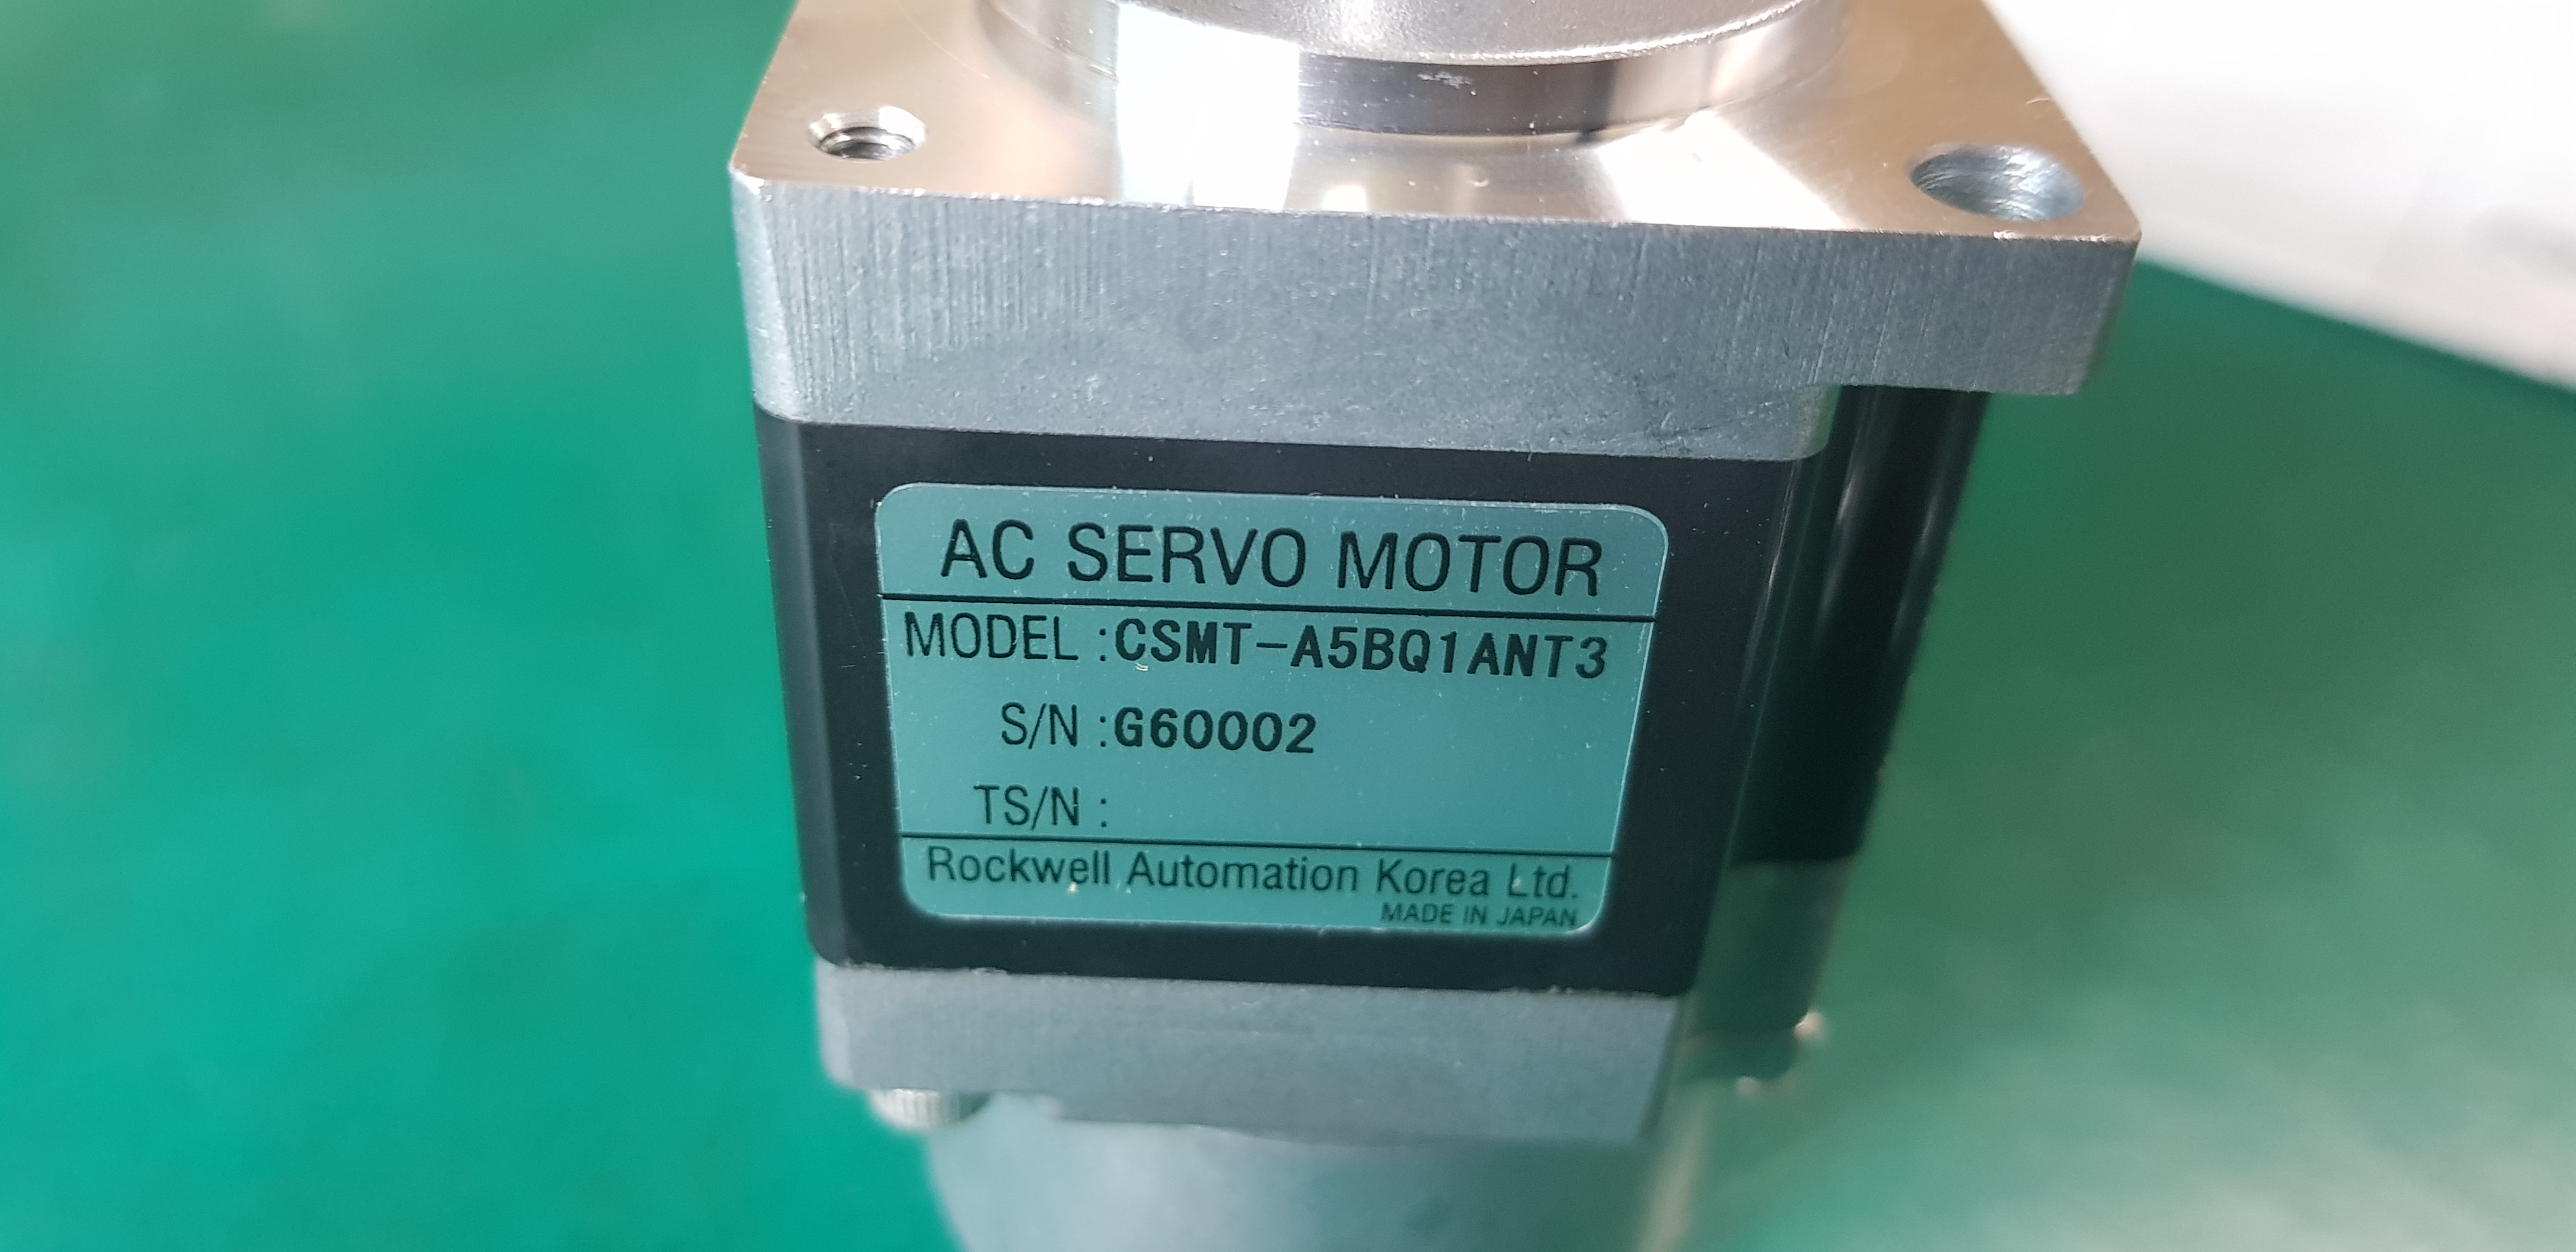 AC SERVO MOTOR
MODEL :CSMT-A5BQ1ANT3
S/N :G60002
TS/N :
Rockwell Automation Korea Ltd.
MADE IN JAPAN